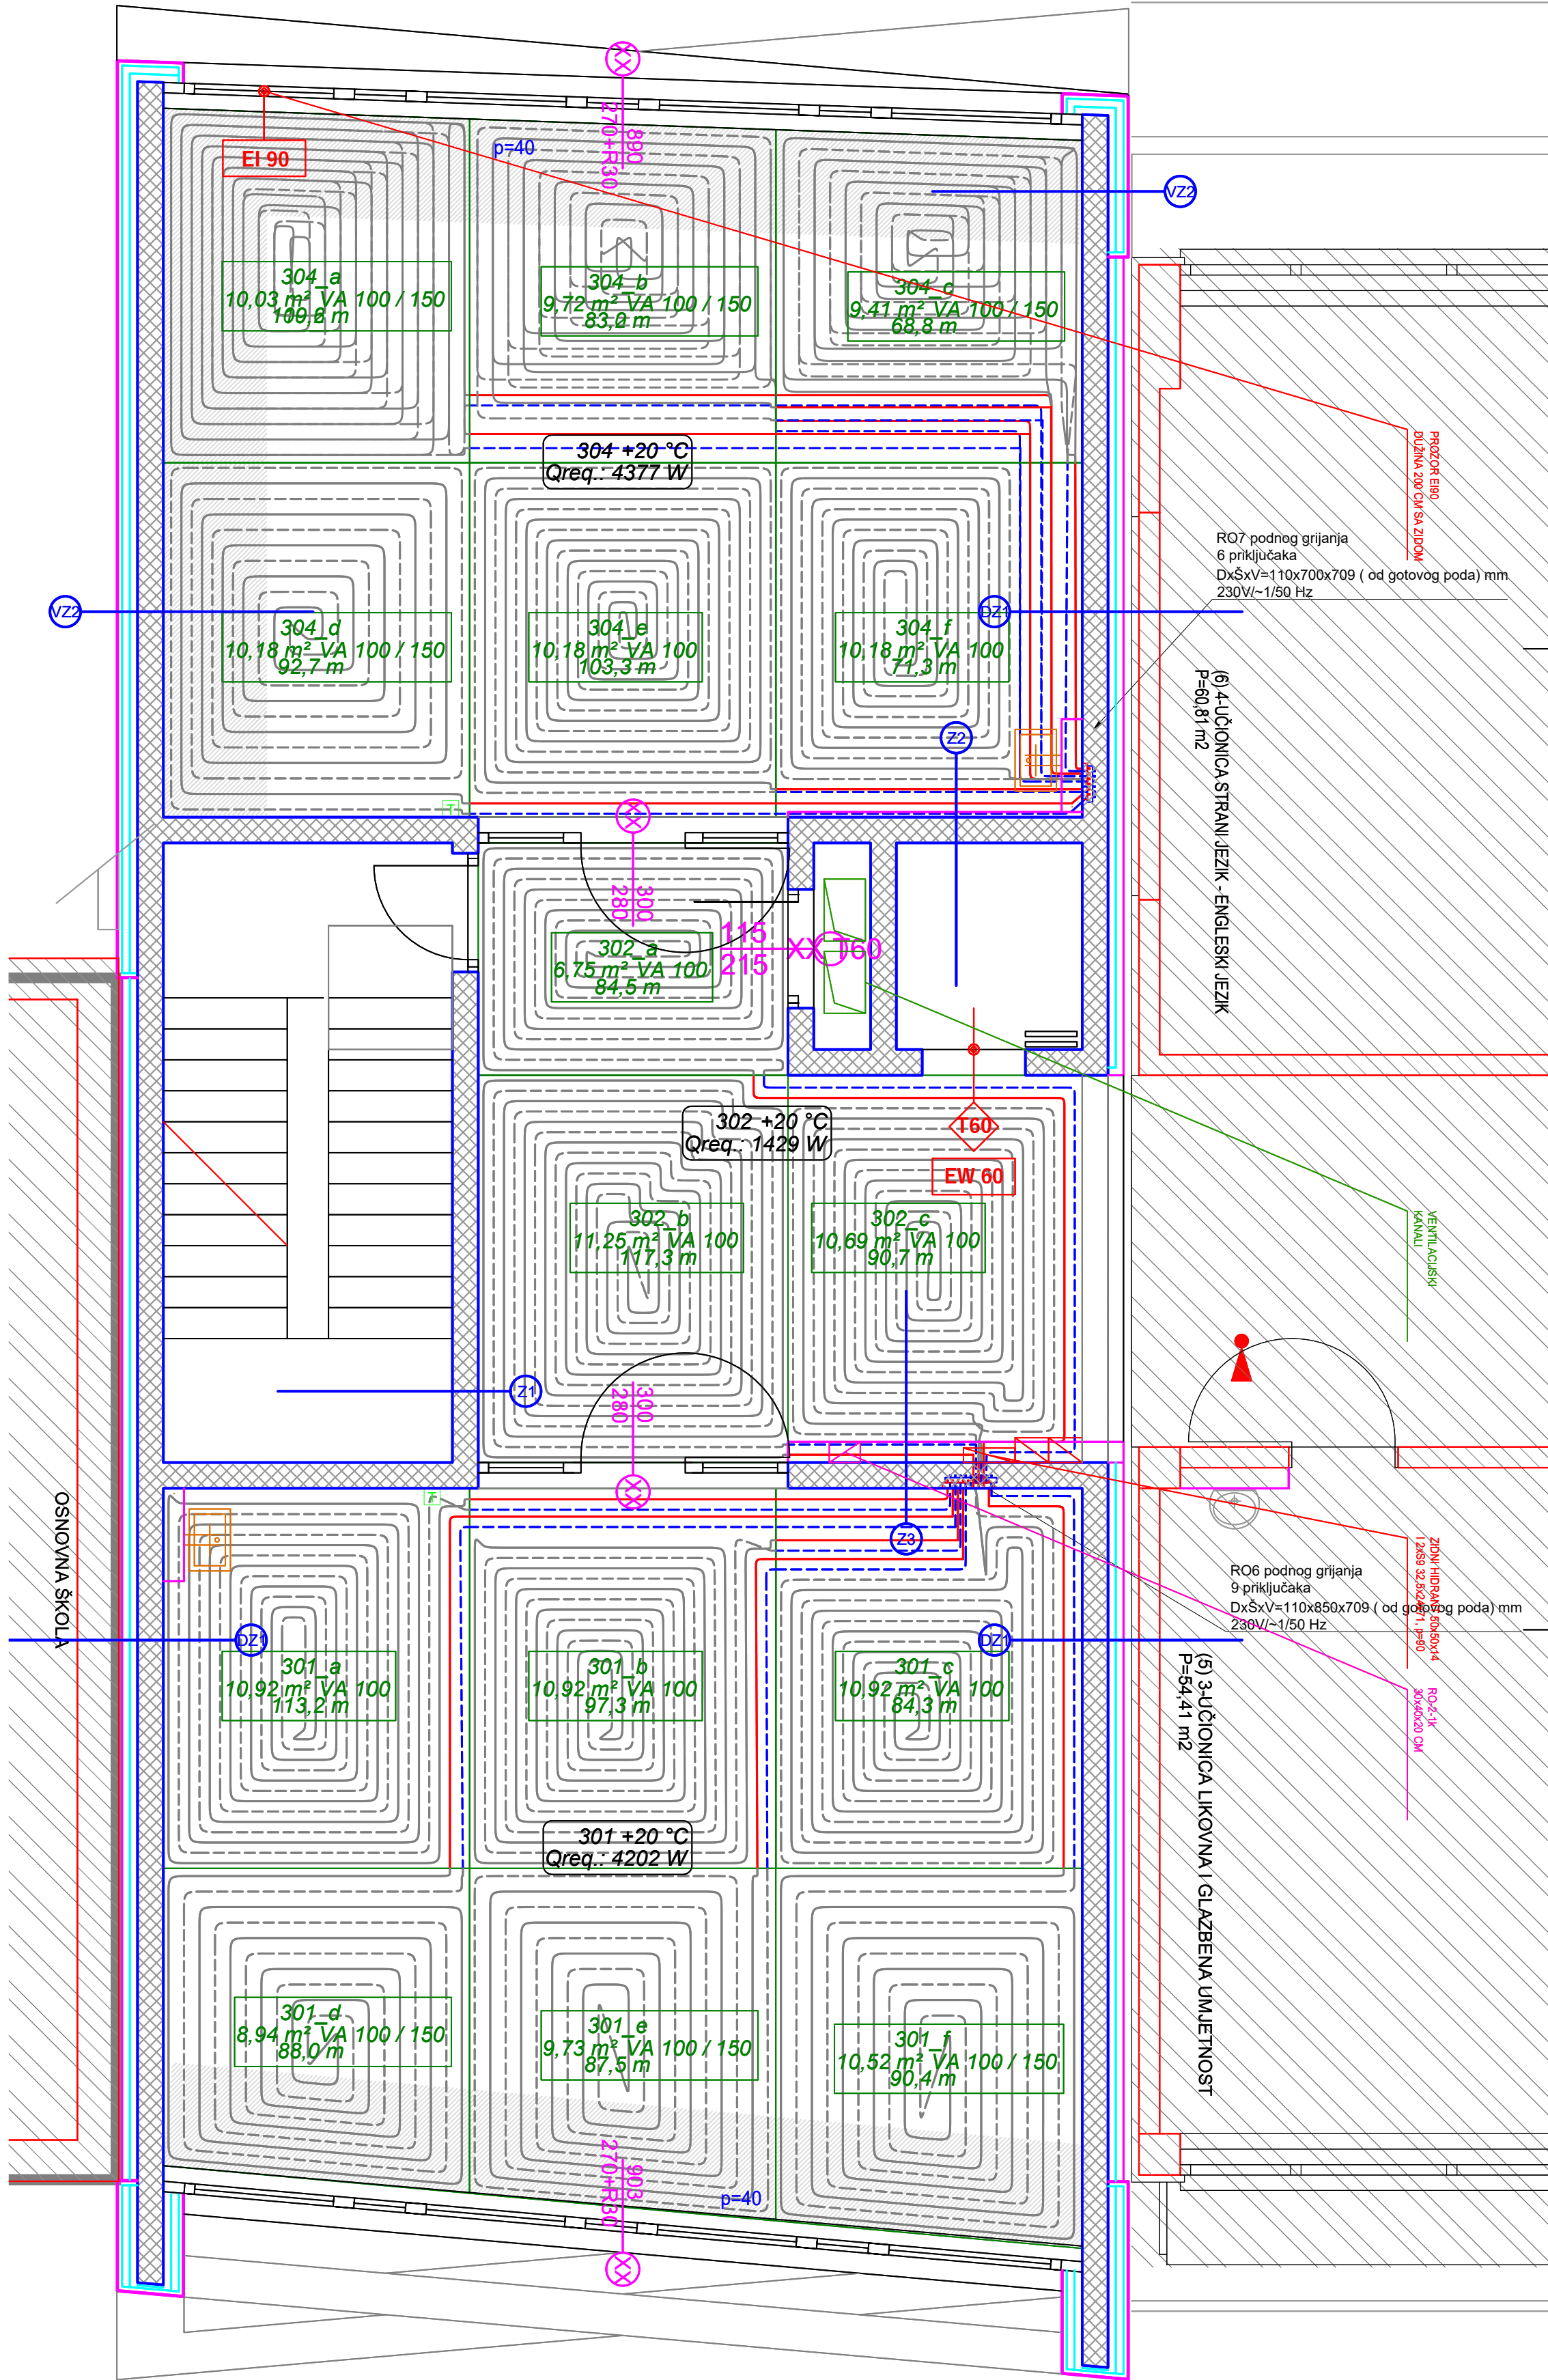 XX
890
270+R30
p=40
EI 90
VZ2
304_a
10,03 m² VA 100 / 150
109,6 m
304_b
9,72 m² VA 100 / 150
83,0 m
304_c
9,41 m² VA 100 / 150
68,8 m
304 +20 °C
Qreq.: 4377 W
PROZOR EI90
DUŽINA 200 CM SA ZIDOM
RO7 podnog grijanja
6 priključaka
DxŠxV=110x700x709 ( od gotovog poda) mm
230V/~1/50 Hz
VZ2
304_d
10,18 m² VA 100 / 150
92,7 m
304_e
10,18 m² VA 100
103,3 m
304_f
10,18 m² VA 100
71,3 m
DZ1
(6) 4-UČIONICA STRANI JEZIK - ENGLESKI JEZIK
P=60,81 m2
Z2
T
XX
300
280
302_a
6,75 m² VA 100
84,5 m
115
215
XX T60
302 +20 °C
Qreq.: 1429 W
T60
EW 60
302_b
11,25 m² VA 100
117,3 m
302_c
10,69 m² VA 100
90,7 m
VENTILACIJSKI
KANALI
Z1
300
280
XX
T
Z3
OSNOVNA ŠKOLA
ZIDNI HIDRANT 50x50x14
RO6 podnog grijanja
9 priključaka
DxŠxV=110x850x709 ( od gotovog poda) mm
230V/~1/50 Hz
DZ1
DZ1
301_a
10,92 m² VA 100
113,2 m
301_b
10,92 m² VA 100
97,3 m
301_c
10,92 m² VA 100
84,3 m
(5) 3-UČIONICA LIKOVNA I GLAZBENA UMJETNOST
P=54,41 m2
RO-2-1k
30x40x20 CM
301 +20 °C
Qreq.: 4202 W
301_d
8,94 m² VA 100 / 150
88,0 m
301_e
9,73 m² VA 100 / 150
87,5 m
301_f
10,52 m² VA 100 / 150
90,4 m
903
270+R30
p=40
XX